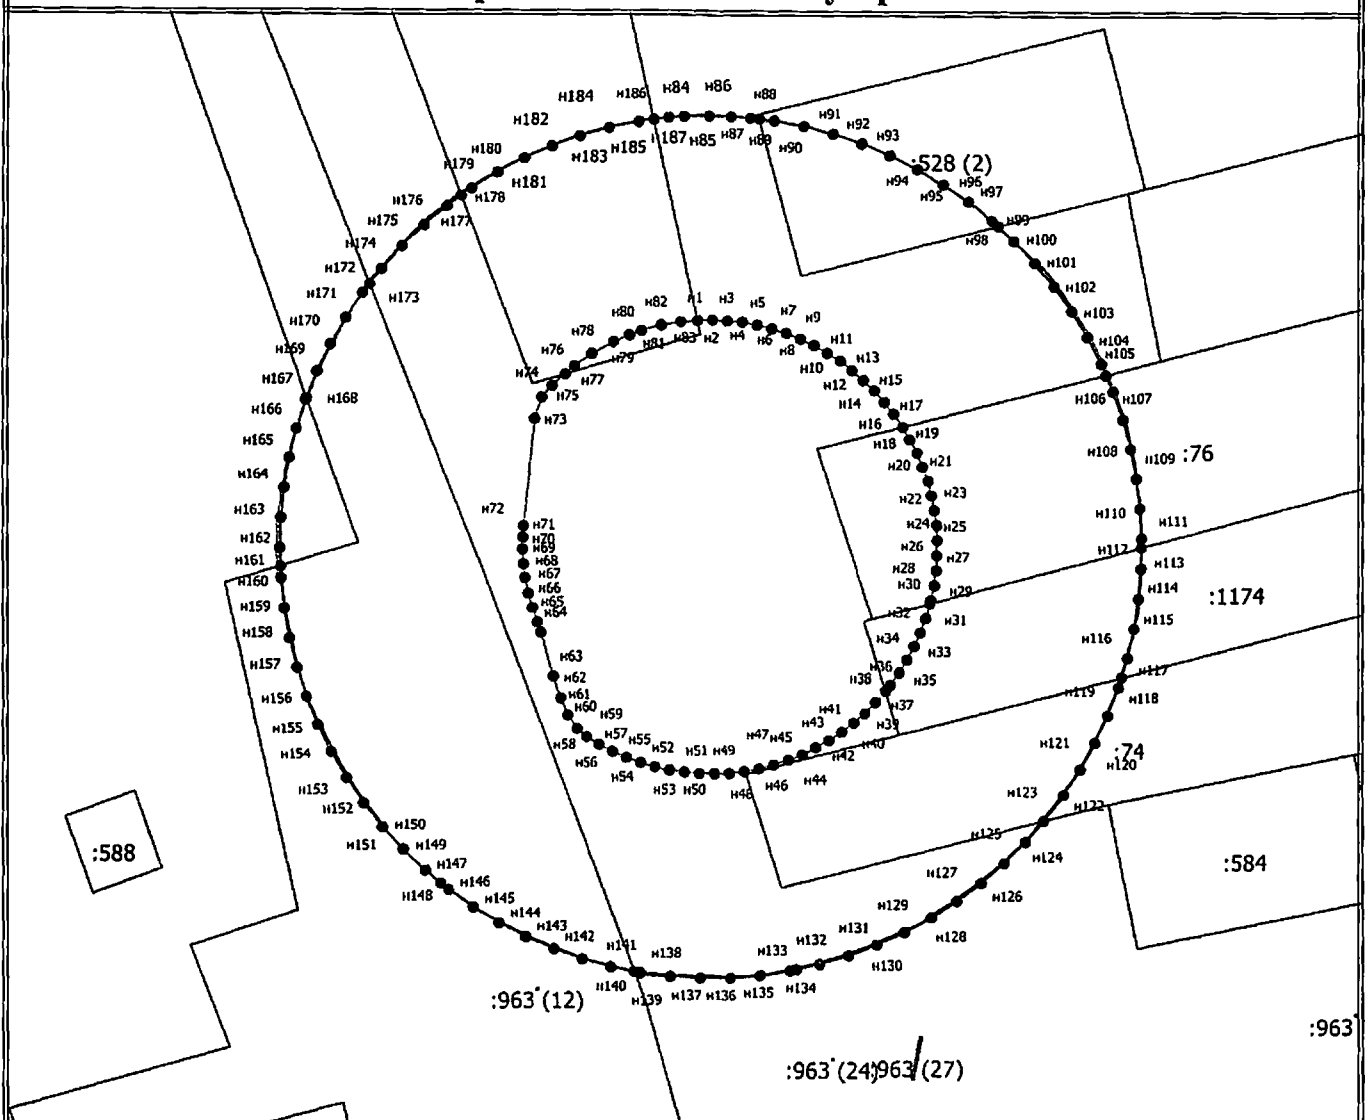 н184 н186 н84 н86 н88
н182 н91
н183 н185 н187 н85 н87 н89 н90 н92
н180 н93
н179 н181 :528 (2)
н178 н94 н96
н176 н95 н97
н175 н177 н98 н99
н174 н100
н172 н101
н171 н173 н102
н170 н80 н82 н1 н3 н5 н7 н9 н103
н169 н78 н81 н83 н2 н4 н6 н8 н11 н104
н76 н79 н10 н13 н105
н167 н74 н77 н12 н15
н166 н168 н75 н14 н17 н106 н107
н165 н73 н16 н19
н18 н108 н109 :76
н164 н20 н21
н163 н72 н22 н23 н110
н162 н71 н24 н25 н111
н161 н70 н26 н112
н160 н69 н27 н113
н68 н28
н159 н67 н30 н29 н114 :1174
н66 н32
н158 н65 н31 н115
н64 н34 н116
н157 н63 н33
н62 н36 н35 н117
н156 н61 н38 н37 н119 н118
н155 н60 н59 н41 н39
н154 н58 н57 н55 н52 н51 н49 н47 н45 н43 н40 н121 :74
н153 н56 н54 н53 н50 н48 н46 н44 н42 н120
н152 н123 н122
н151 н150 н125
:588 н149 н124 :584
н147 н127
н148 н146 н126
н145 н129
н144 н131 н128
н143 н132
н142 н141 н138 н133 н130
н140 н139 н137 н136 н135 н134
:963 (12)
:963
:963 (24) :963 (27)